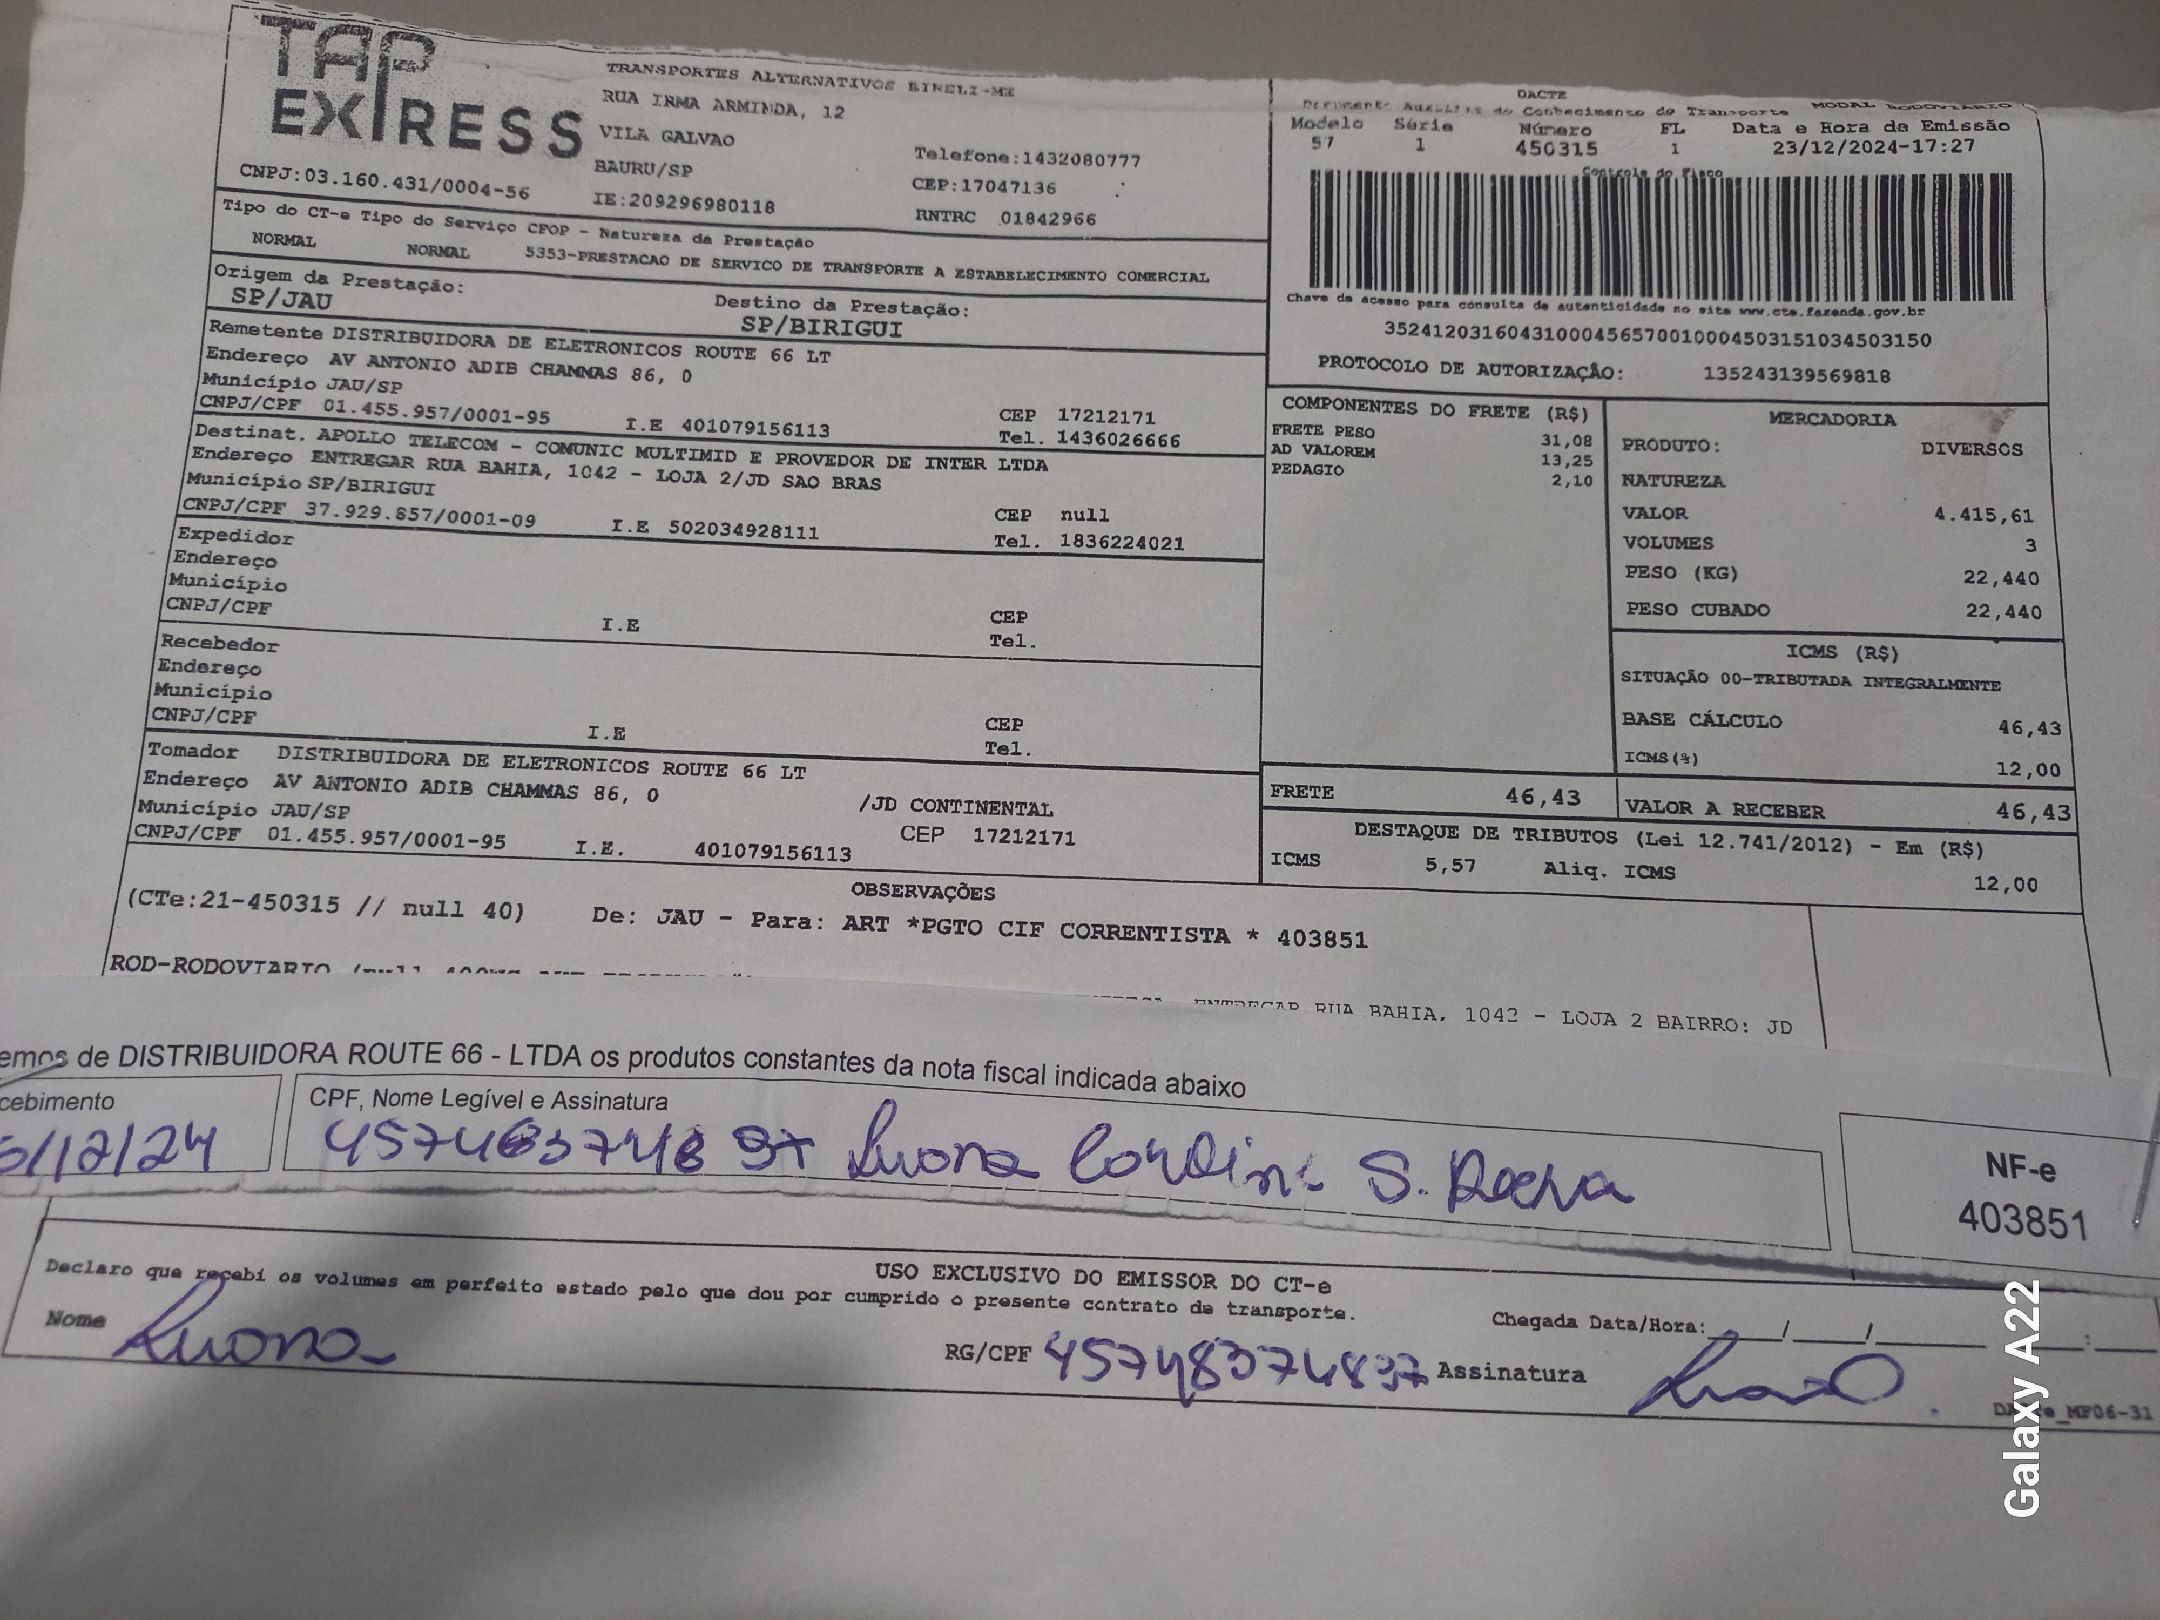 TAP
EXPRESS
TRANSPORTES ALTERNATIVOS EIRELI-ME
RUA IRMA ARMINDA, 12
VILA GALVAO
BAURU/SP
Telefone:1432080777
CEP:17047136
CNPJ:03.160.431/0004-56
IE:209296980118
RNTRC 01842966
DACTE
Documento Auxiliar do Conhecimento de Transporte MODAL RODOVIÁRIO
Modelo Série Número FL Data e Hora da Emissão
57 1 450315 1 23/12/2024-17:27
Controle do Fisco
Chave de acesso para consulta de autenticidade no site www.cte.fazenda.gov.br
35241203160431000456570010004503151034503150
PROTOCOLO DE AUTORIZAÇÃO: 135243139569818
Tipo do CT-e Tipo do Serviço CFOP - Natureza da Prestação
NORMAL NORMAL 5353-PRESTACAO DE SERVICO DE TRANSPORTE A ESTABELECIMENTO COMERCIAL
Origem da Prestação: Destino da Prestação:
SP/JAU SP/BIRIGUI
Remetente DISTRIBUIDORA DE ELETRONICOS ROUTE 66 LT
Endereço AV ANTONIO ADIB CHAMMAS 86, 0
Município JAU/SP CEP 17212171
CNPJ/CPF 01.455.957/0001-95 I.E 401079156113 Tel. 1436026666
Destinat. APOLLO TELECOM - COMUNIC MULTIMID E PROVEDOR DE INTER LTDA
Endereço ENTREGAR RUA BAHIA, 1042 - LOJA 2/JD SAO BRAS
Município SP/BIRIGUI CEP null
CNPJ/CPF 37.929.857/0001-09 I.E 502034928111 Tel. 1836224021
Expedidor
Endereço
Município CEP
CNPJ/CPF I.E Tel.
Recebedor
Endereço
Município CEP
CNPJ/CPF I.E Tel.
Tomador DISTRIBUIDORA DE ELETRONICOS ROUTE 66 LT
Endereço AV ANTONIO ADIB CHAMMAS 86, 0 /JD CONTINENTAL
Município JAU/SP CEP 17212171
CNPJ/CPF 01.455.957/0001-95 I.E. 401079156113
COMPONENTES DO FRETE (R$)
FRETE PESO 31,08
AD VALOREM 13,25
PEDAGIO 2,10
MERCADORIA
PRODUTO: DIVERSOS
NATUREZA
VALOR 4.415,61
VOLUMES 3
PESO (KG) 22,440
PESO CUBADO 22,440
ICMS (R$)
SITUAÇÃO 00-TRIBUTADA INTEGRALMENTE
BASE CÁLCULO 46,43
ICMS(%) 12,00
FRETE 46,43 VALOR A RECEBER 46,43
DESTAQUE DE TRIBUTOS (Lei 12.741/2012) - Em (R$)
ICMS 5,57 Aliq. ICMS 12,00
OBSERVAÇÕES
(CTe:21-450315 // null 40) De: JAU - Para: ART *PGTO CIF CORRENTISTA * 403851
ROD-RODOVIARIO ENTREGAR RUA BAHIA, 1042 - LOJA 2 BAIRRO: JD
emos de DISTRIBUIDORA ROUTE 66 - LTDA os produtos constantes da nota fiscal indicada abaixo
cebimento CPF, Nome Legível e Assinatura
/12/24 Luana S. Rocha
NF-e
403851
USO EXCLUSIVO DO EMISSOR DO CT-e
Declaro que recebi os volumes em perfeito estado pelo que dou por cumprido o presente contrato de transporte.
Nome Luana RG/CPF 45748374837 Assinatura
Chegada Data/Hora: / / :
Galaxy A22